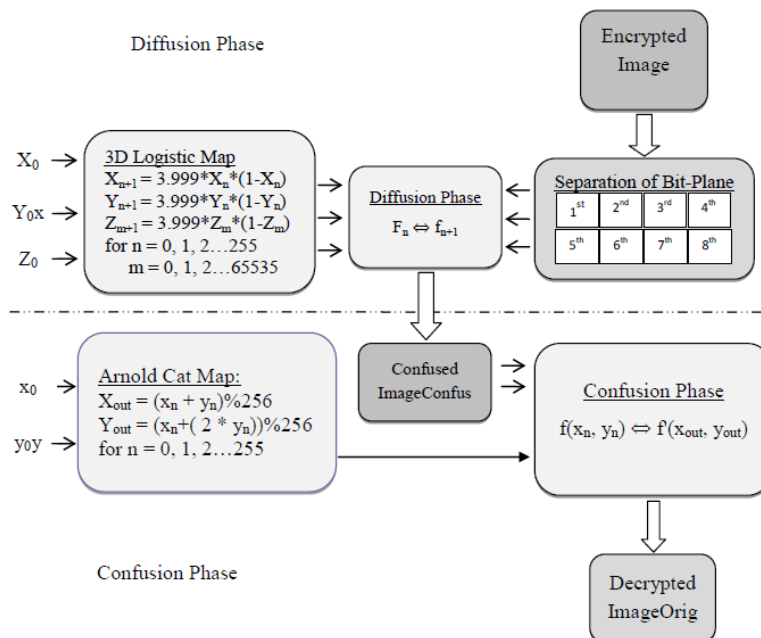 Diffusion Phase
Encrypted
Image
X₀
Y₀x
Z₀
3D Logistic Map
Xₙ₊₁ = 3.999*Xₙ*(1-Xₙ)
Yₙ₊₁ = 3.999*Yₙ*(1-Yₙ)
Zₘ₊₁ = 3.999*Zₘ*(1-Zₘ)
for n = 0, 1, 2…255
m = 0, 1, 2…65535
Diffusion Phase
Fₙ ⇔ fₙ₊₁
Separation of Bit-Plane
1st 2nd 3rd 4th
5th 6th 7th 8th
x₀
y₀y
Arnold Cat Map:
Xout = (xₙ + yₙ)%256
Yout = (xₙ+( 2 * yₙ))%256
for n = 0, 1, 2…255
Confused
ImageConfus
Confusion Phase
f(xₙ, yₙ) ⇔ f'(xout, yout)
Confusion Phase
Decrypted
ImageOrig